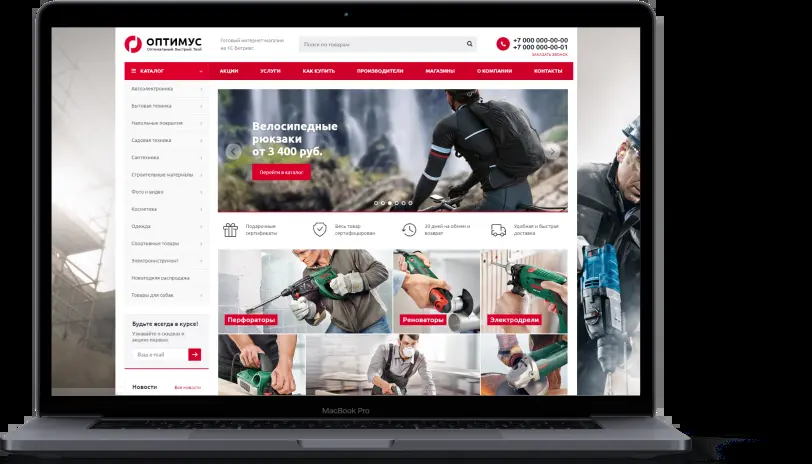 ОПТИМУС
Оптимальный. Быстрый. Твой
Готовый интернет-магазин
на 1С-Битрикс
Поиск по товарам
+7 000 000-00-00
+7 000 000-00-01
ЗАКАЗАТЬ ЗВОНОК
КАТАЛОГ
АКЦИИ
УСЛУГИ
КАК КУПИТЬ
ПРОИЗВОДИТЕЛИ
МАГАЗИНЫ
О КОМПАНИИ
КОНТАКТЫ
Автоэлектроника
Бытовая техника
Напольные покрытия
Садовая техника
Сантехника
Строительные материалы
Фото и видео
Косметика
Одежда
Спортивные товары
Электроинструмент
Новогодняя распродажа
Товары для собак
Велосипедные
рюкзаки
от 3 400 руб.
Перейти в каталог
Подарочные
сертификаты
Весь товар
сертифицирован
20 дней на обмен и
возврат
Удобная и быстрая
доставка
Перфораторы
Реноваторы
Электродрели
Будьте всегда в курсе!
Узнавайте о скидках и
акциях первым
Ваш e-mail
Новости
Все новости
MacBook Pro